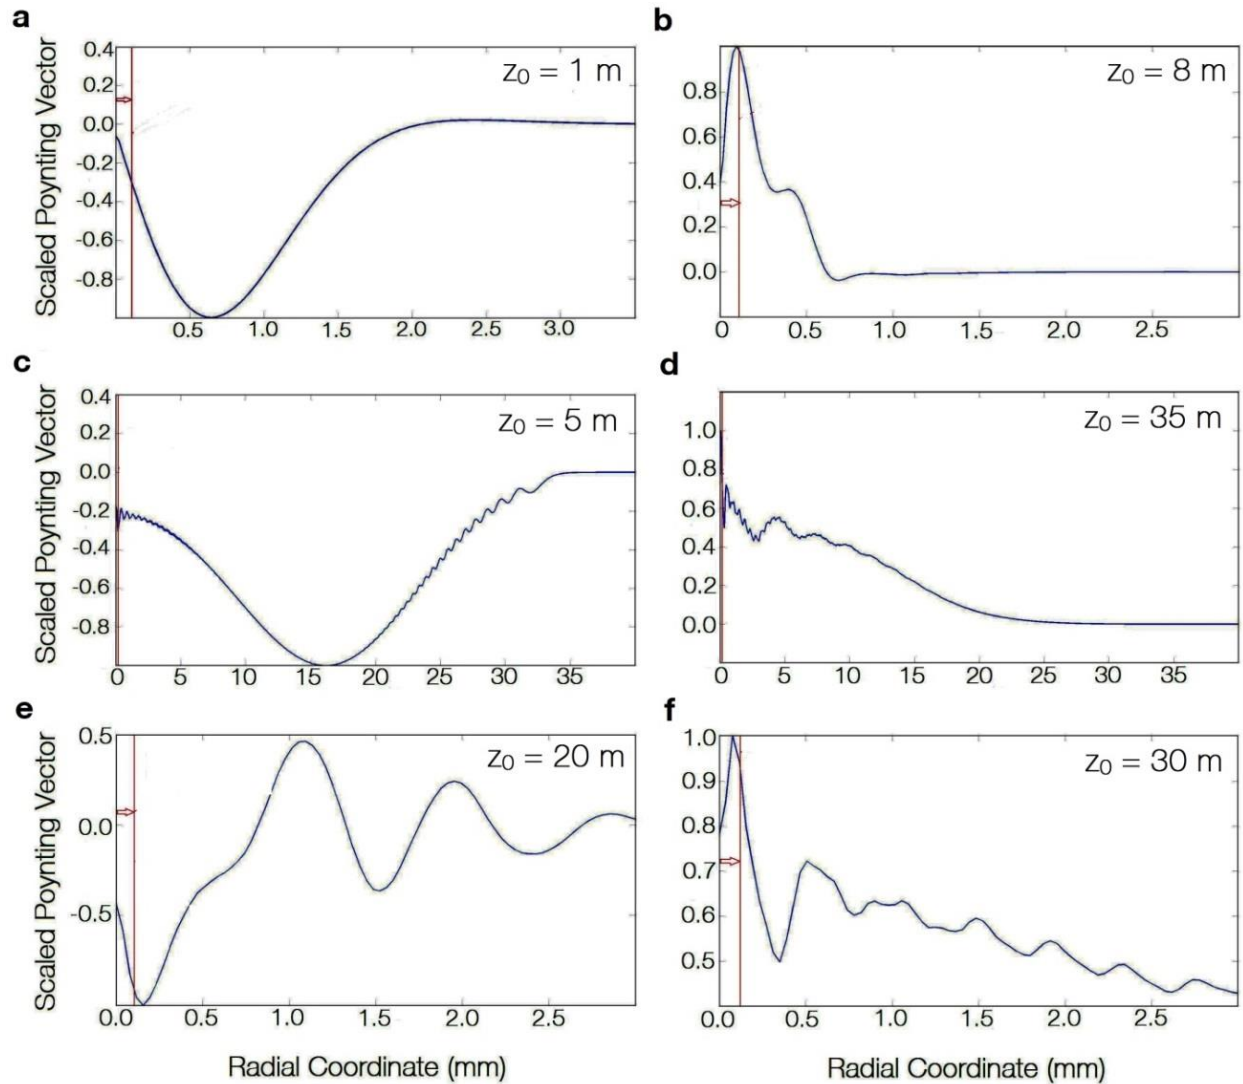 a
Scaled Poynting Vector
z₀ = 1 m
0.4
0.2
0.0
-0.2
-0.4
-0.6
-0.8
0.5 1.0 1.5 2.0 2.5 3.0
b
z₀ = 8 m
0.8
0.6
0.4
0.2
0.0
0 0.5 1.0 1.5 2.0 2.5
c
Scaled Poynting Vector
z₀ = 5 m
0.4
0.2
0.0
-0.2
-0.4
-0.6
-0.8
0 5 10 15 20 25 30 35
d
z₀ = 35 m
1.0
0.8
0.6
0.4
0.2
0.0
0 5 10 15 20 25 30 35
e
Scaled Poynting Vector
z₀ = 20 m
0.5
0.0
-0.5
0.0 0.5 1.0 1.5 2.0 2.5
Radial Coordinate (mm)
f
z₀ = 30 m
1.0
0.9
0.8
0.7
0.6
0.5
0.0 0.5 1.0 1.5 2.0 2.5
Radial Coordinate (mm)